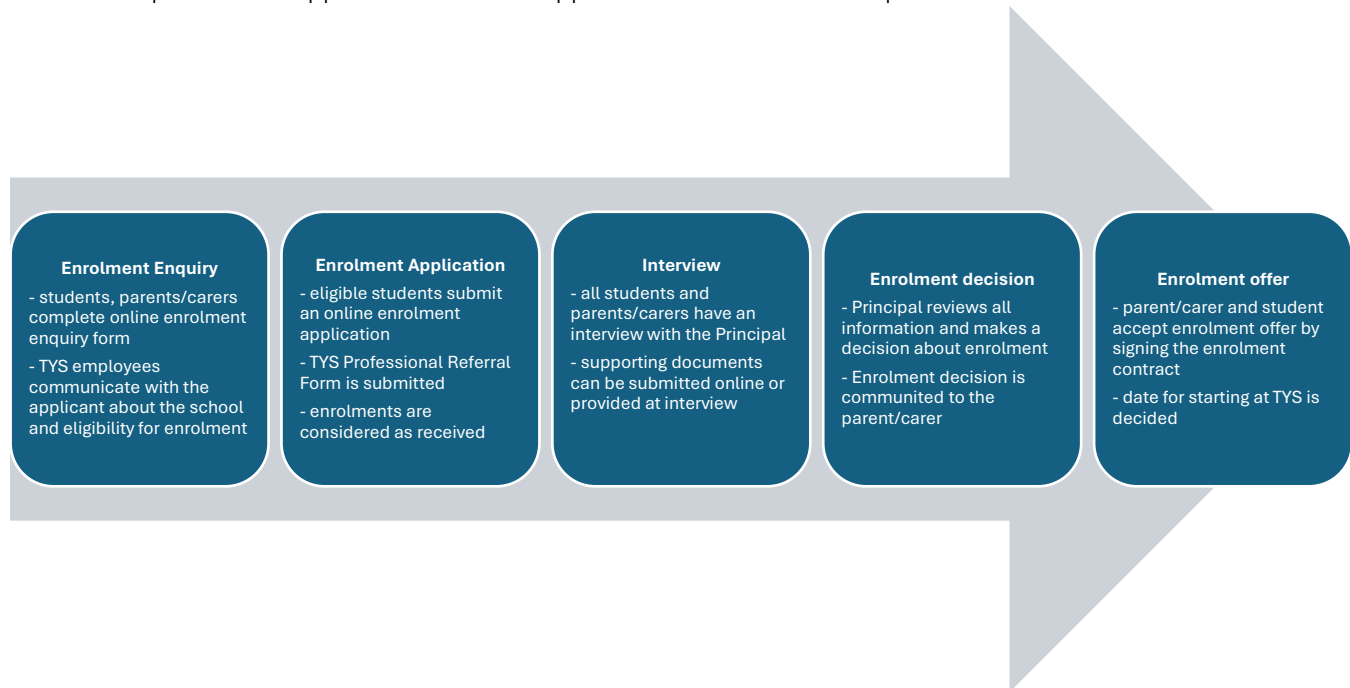 Enrolment Enquiry
- students, parents/carers
complete online enrolment
enquiry form
- TYS employees
communicate with the
applicant about the school
and eligibility for enrolment
Enrolment Application
- eligible students submit
an online enrolment
application
- TYS Professional Referral
Form is submitted
- enrolments are
considered as received
Interview
- all students and
parents/carers have an
interview with the Principal
- supporting documents
can be submitted online or
provided at interview
Enrolment decision
- Principal reviews all
information and makes a
decision about enrolment
- Enrolment decision is
communited to the
parent/carer
Enrolment offer
- parent/carer and student
accept enrolment offer by
signing the enrolment
contract
- date for starting at TYS is
decided